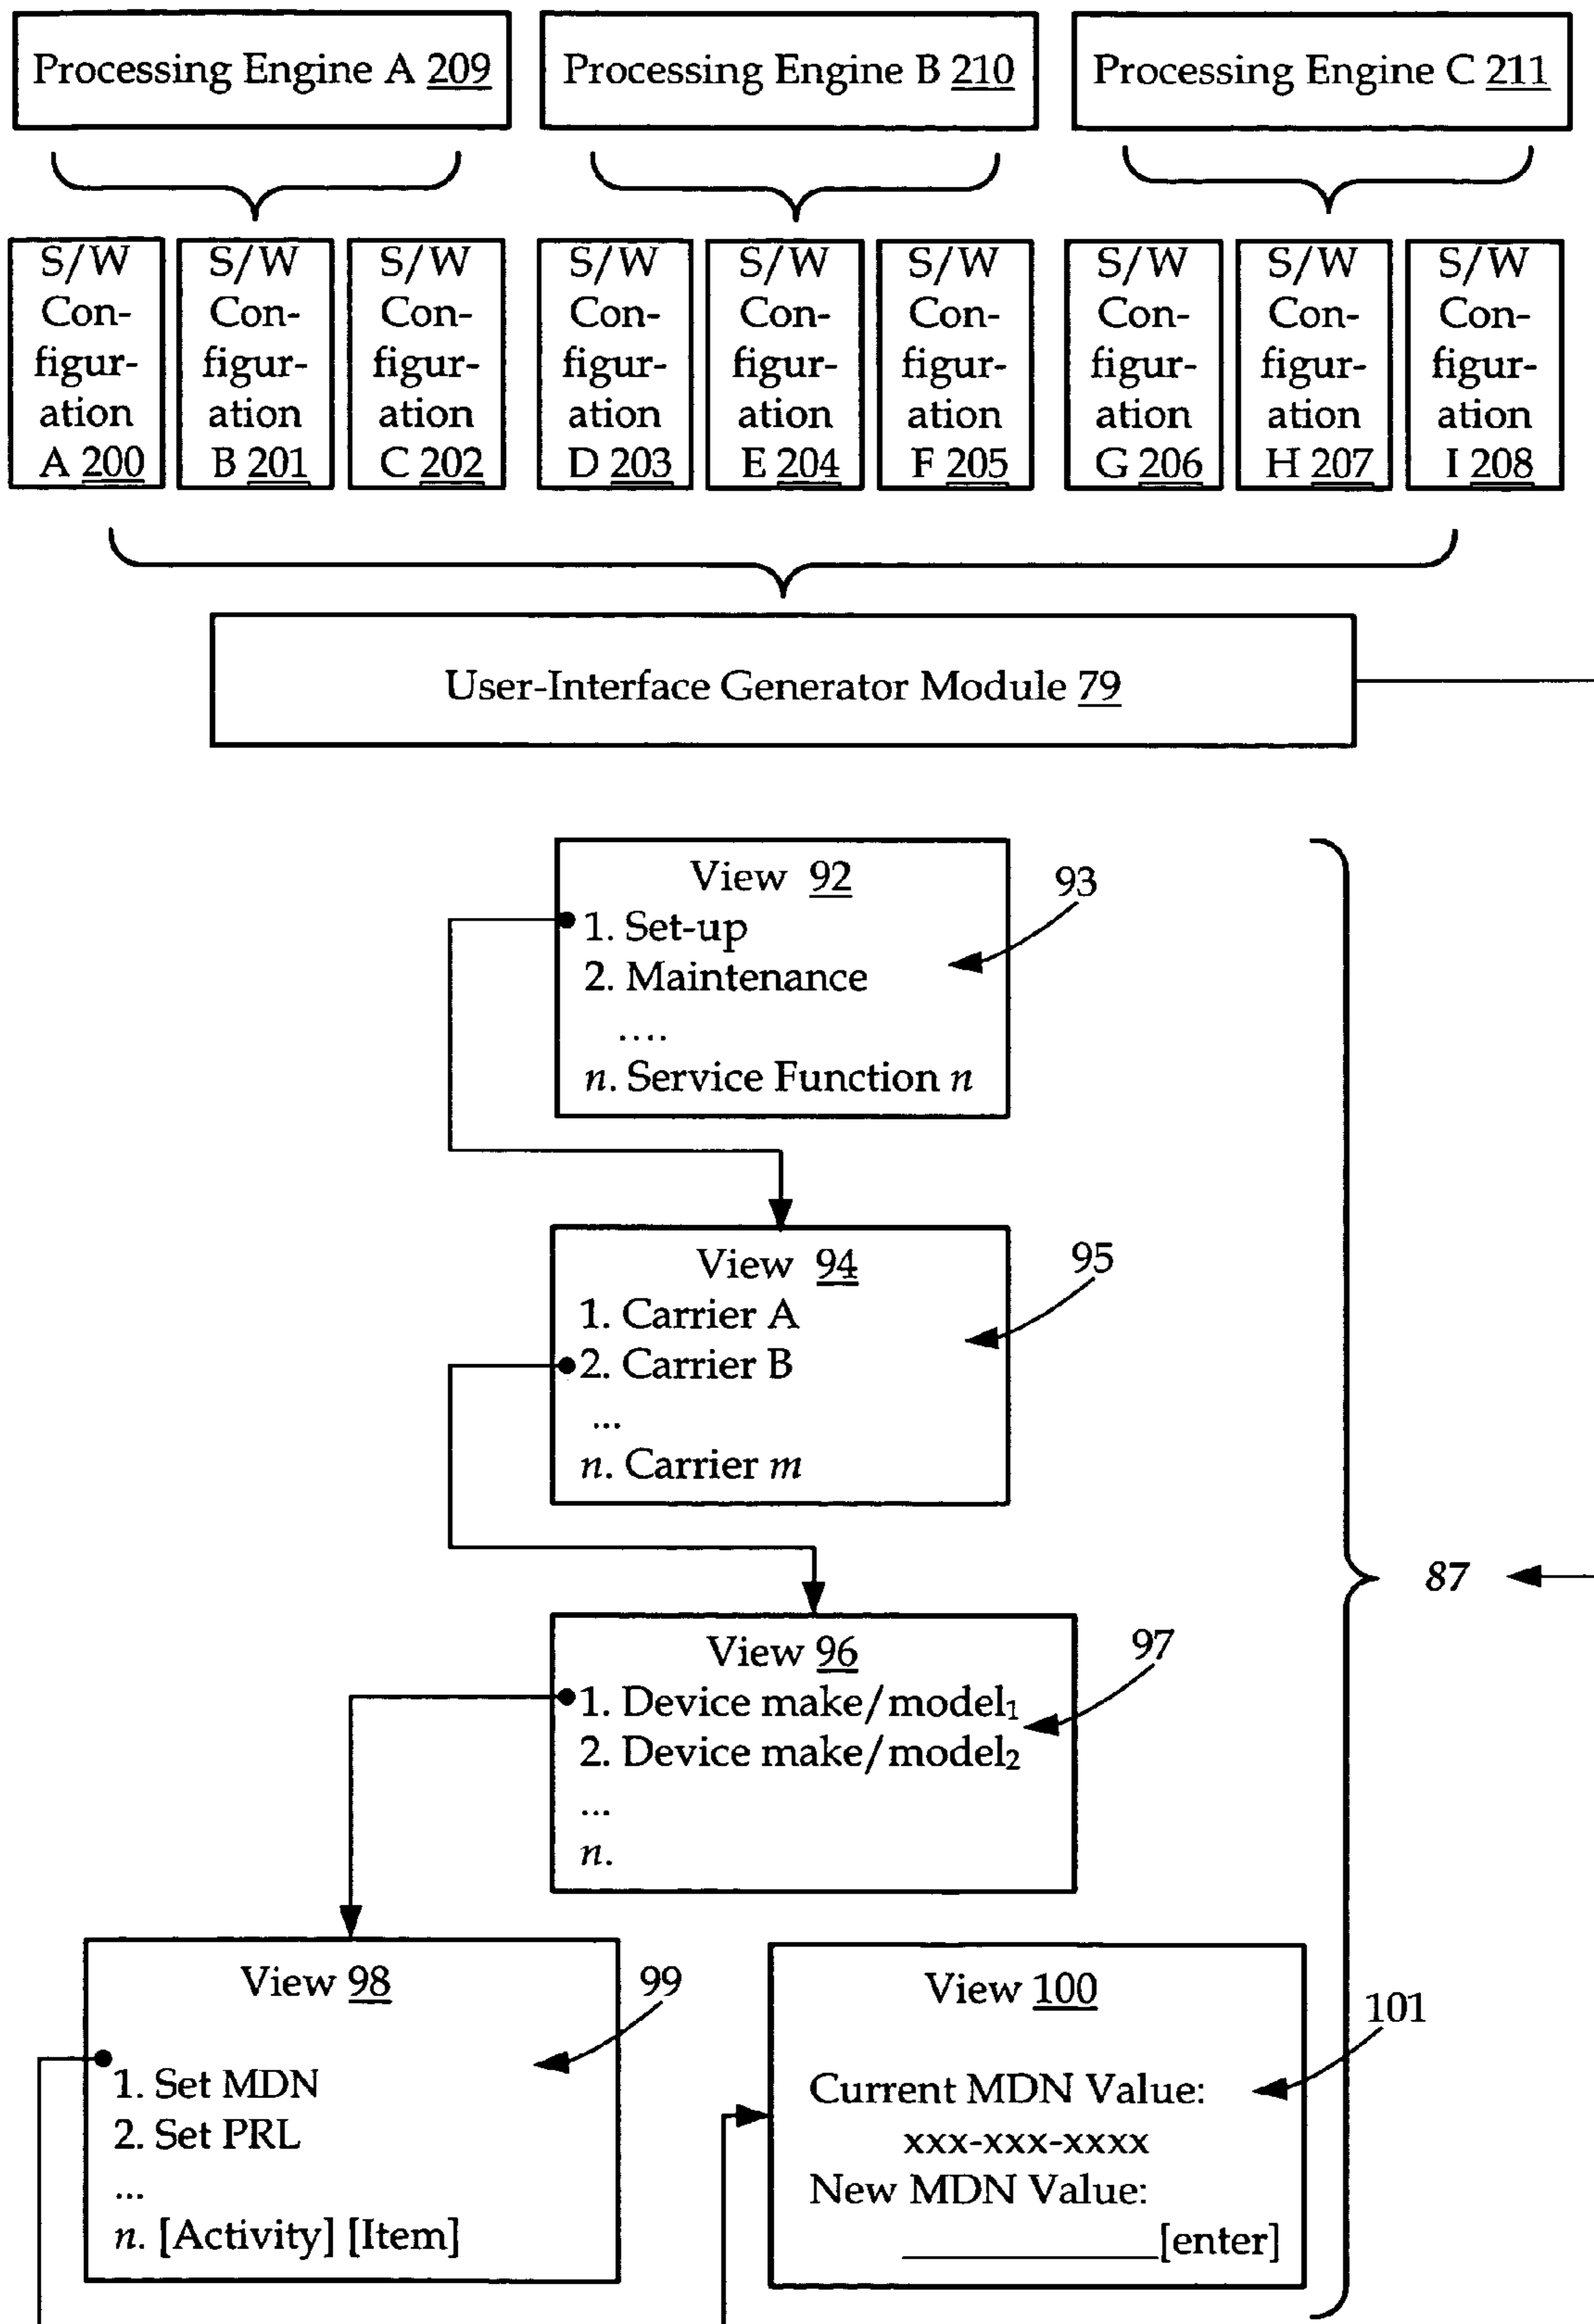 Processing Engine A 209
Processing Engine B 210
Processing Engine C 211
S/W
Con-
figur-
ation
A 200
S/W
Con-
figur-
ation
B 201
S/W
Con-
figur-
ation
C 202
S/W
Con-
figur-
ation
D 203
S/W
Con-
figur-
ation
E 204
S/W
Con-
figur-
ation
F 205
S/W
Con-
figur-
ation
G 206
S/W
Con-
figur-
ation
H 207
S/W
Con-
figur-
ation
I 208
User-Interface Generator Module 79
View 92
1. Set-up
2. Maintenance
....
n. Service Function n
93
View 94
1. Carrier A
2. Carrier B
...
n. Carrier m
95
87
View 96
1. Device make/model₁
2. Device make/model₂
...
n.
97
View 98
1. Set MDN
2. Set PRL
...
n. [Activity] [Item]
99
View 100
Current MDN Value:
xxx-xxx-xxxx
New MDN Value:
____________[enter]
101